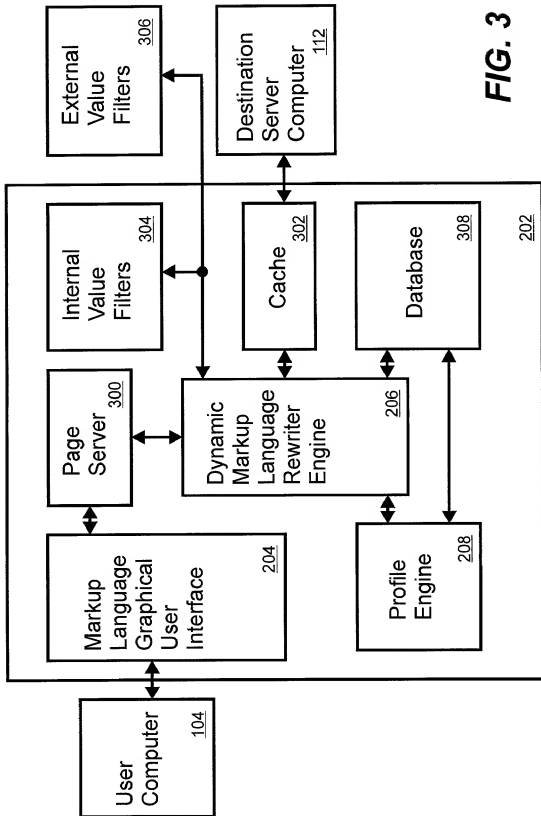 User
Computer
104
Markup
Language
Graphical
User
Interface
204
Page
Server
300
Internal
Value
Filters
304
External
Value
Filters
306
Dynamic
Markup
Language
Rewriter
Engine
206
Cache
302
Destination
Server
Computer
112
Profile
Engine
208
Database
308
202
FIG. 3